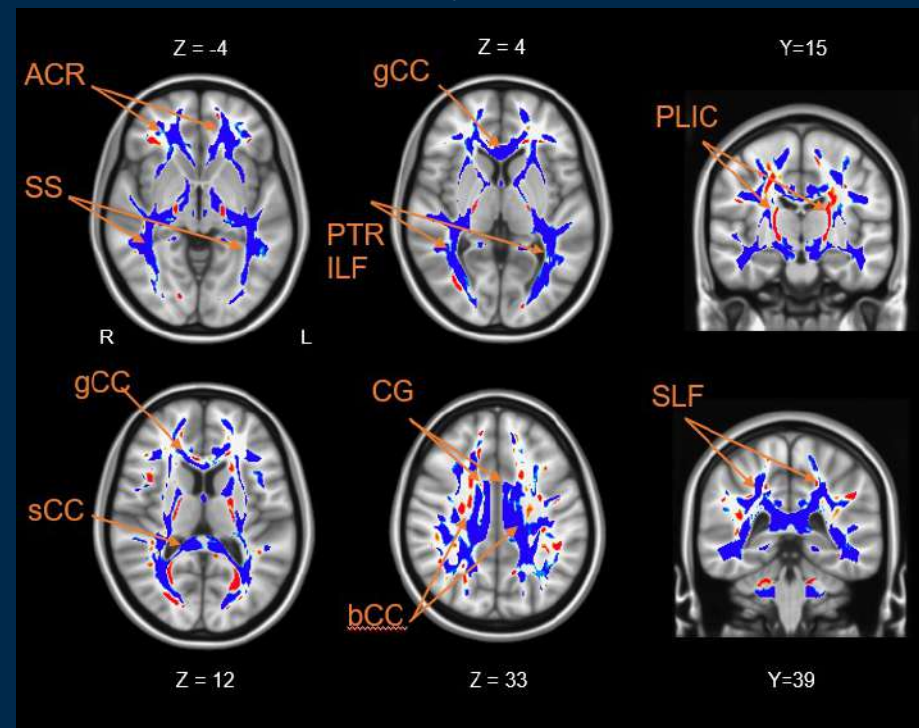 Z = -4
Z = 4
Y=15
ACR
gCC
PLIC
SS
PTR
ILF
R
L
gCC
CG
SLF
sCC
bCC
Z = 12
Z = 33
Y=39